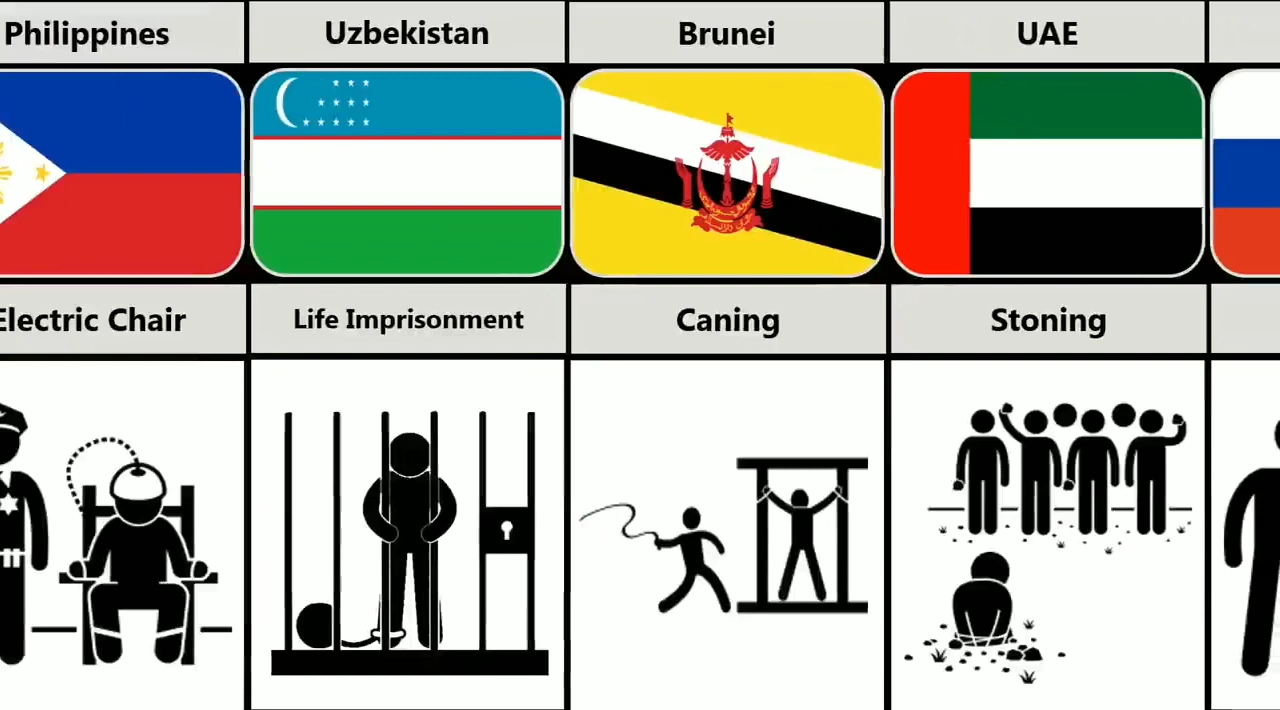 Philippines
Uzbekistan
Brunei
UAE
Electric Chair
Life Imprisonment
Caning
Stoning